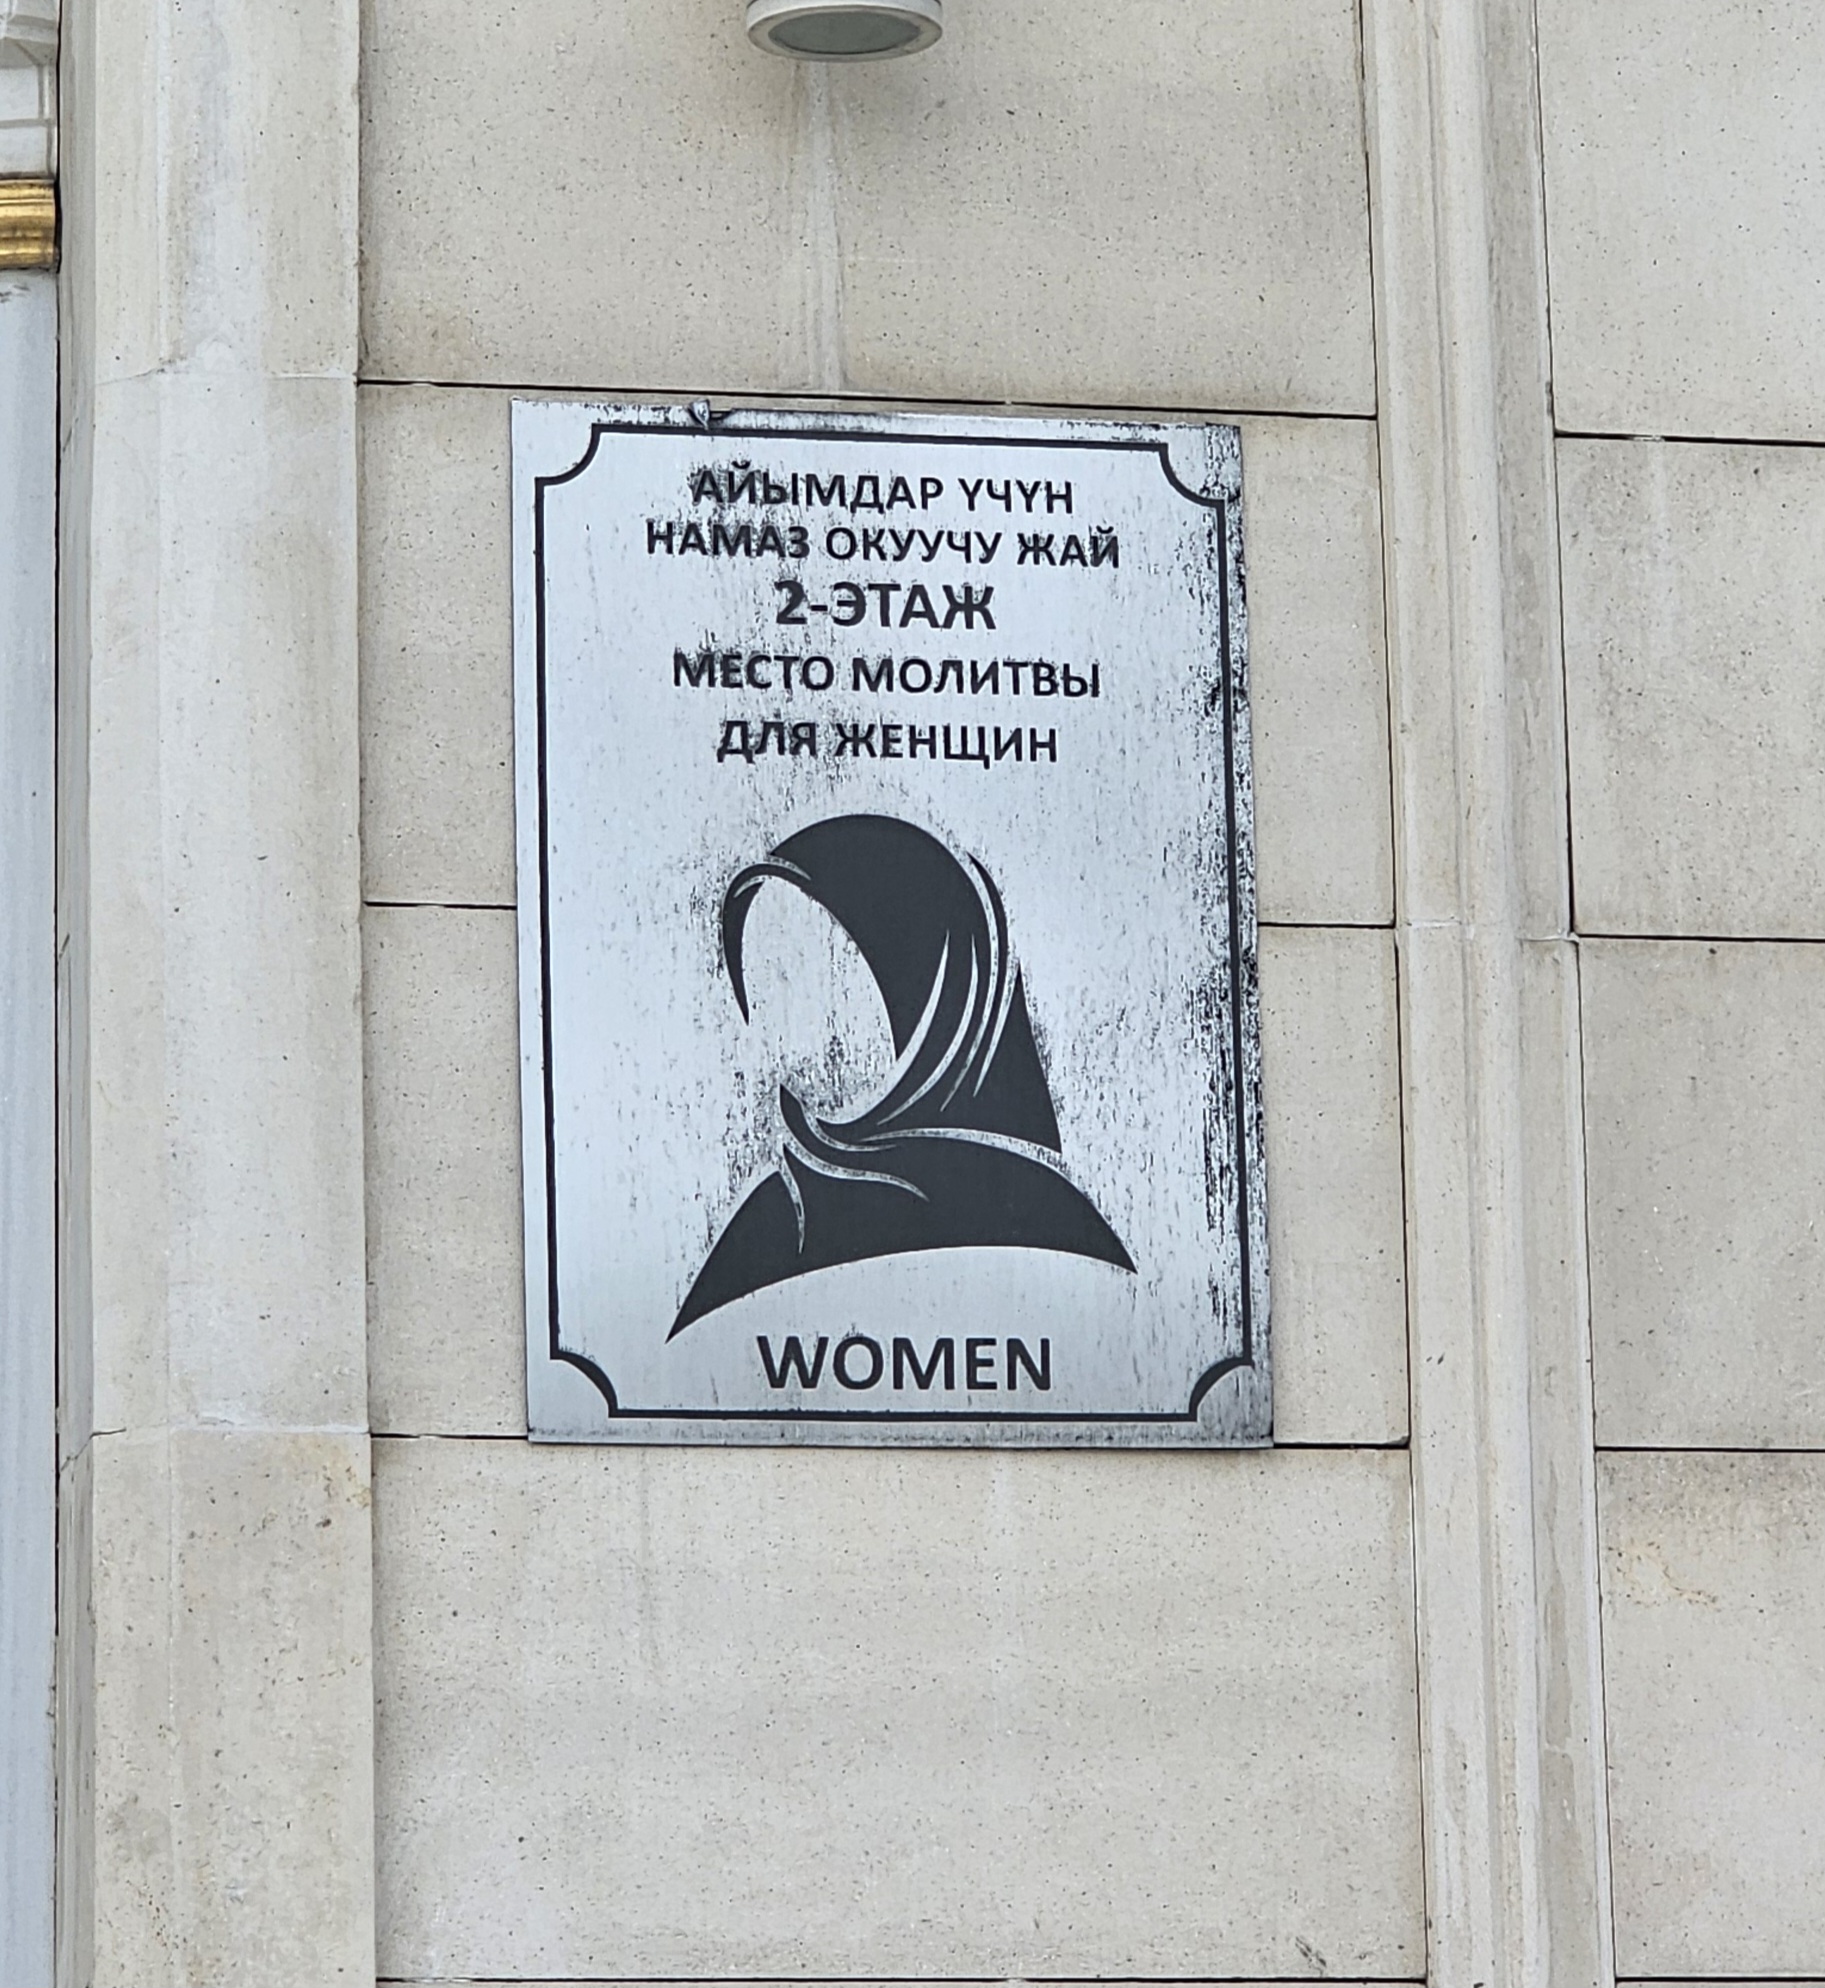 АЙЫМДАР ҮЧҮН
НАМАЗ ОКУУЧУ ЖАЙ
2-ЭТАЖ
МЕСТО МОЛИТВЫ
ДЛЯ ЖЕНЩИН
WOMEN